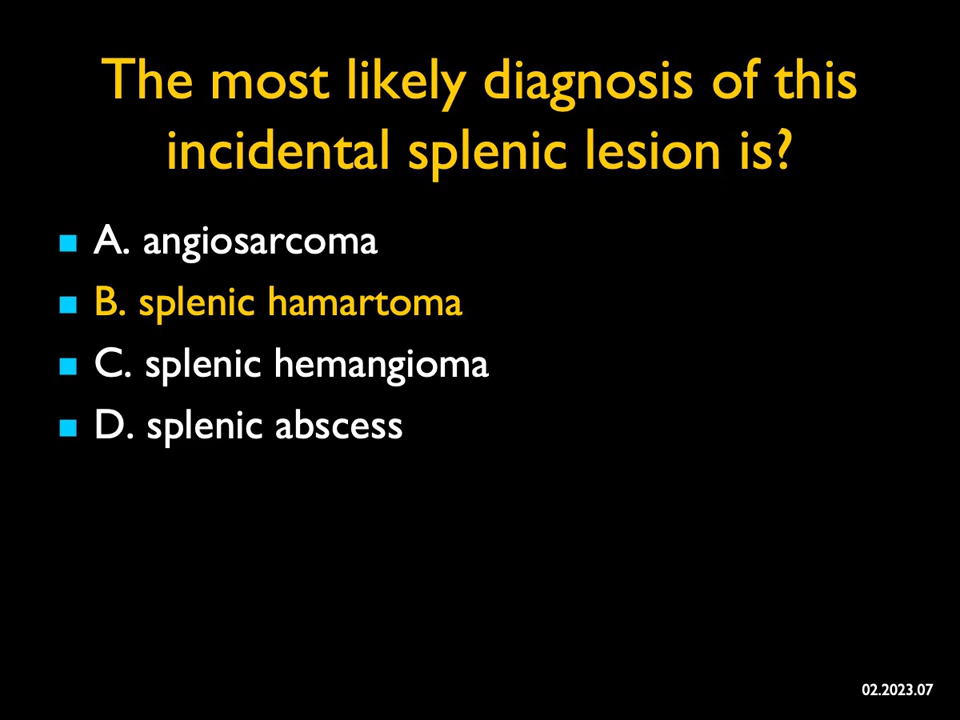 The most likely diagnosis of this
incidental splenic lesion is?
A. angiosarcoma
B. splenic hamartoma
C. splenic hemangioma
D. splenic abscess
02.2023.07